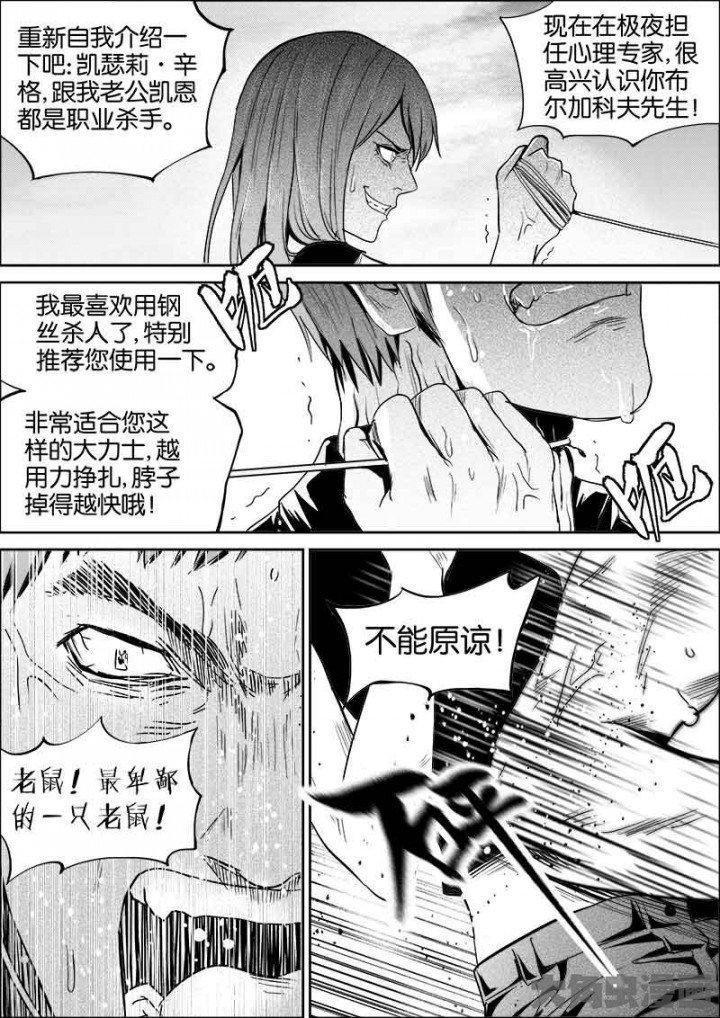 重新自我介绍一
下吧:凯瑟莉·辛
格,跟我老公凯恩
都是职业杀手。
现在在极夜担
任心理专家,很
高兴认识你布
尔加科夫先生!
我最喜欢用钢
丝杀人了,特别
推荐您使用一下。
非常适合您这
样的大力士,越
用力挣扎,脖子
掉得越快哦!
不能原谅!
老鼠!最卑鄙
的一只老鼠!